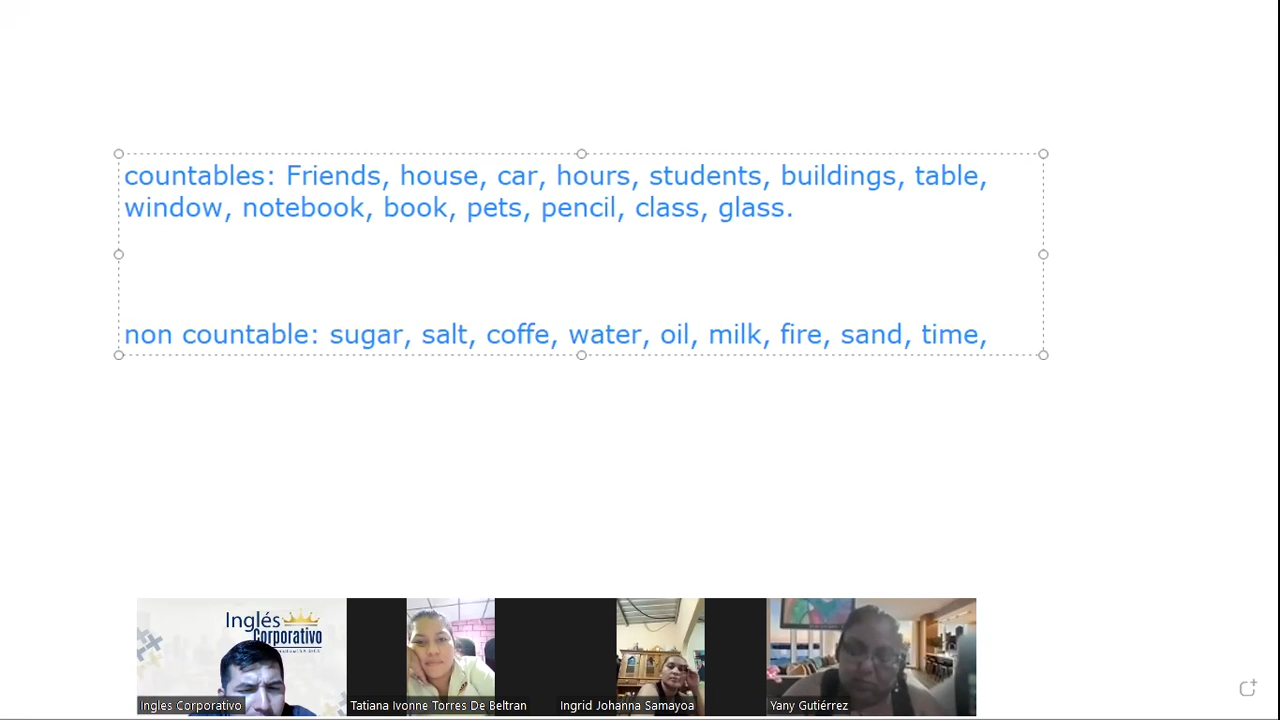 countables: Friends, house, car, hours, students, buildings, table,
window, notebook, book, pets, pencil, class, glass.
non countable: sugar, salt, coffe, water, oil, milk, fire, sand, time,
Inglés
Corporativo
Ingles Corporativo
Tatiana Ivonne Torres De Beltran
Ingrid Johanna Samayoa
Yany Gutiérrez